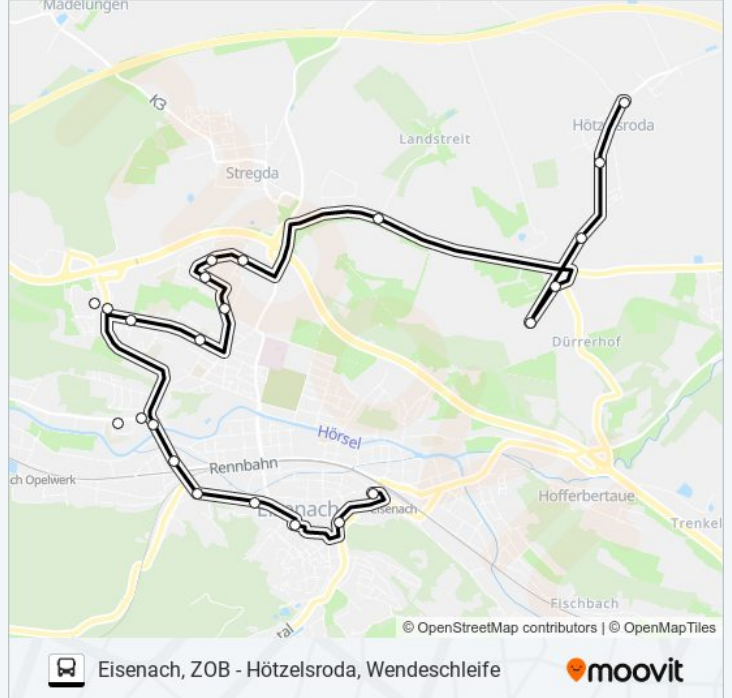 Madelungen
K3
Hötzelsroda
Landstreit
Stregda
Dürrerhof
Hörsel
Rennbahn
ch Opelwerk
Eisenach
eisenach
Hofferbertaue
Trenkel
Fischbach
tal
© OpenStreetMap contributors | © OpenMapTiles
Eisenach, ZOB - Hötzelsroda, Wendeschleife
moovit